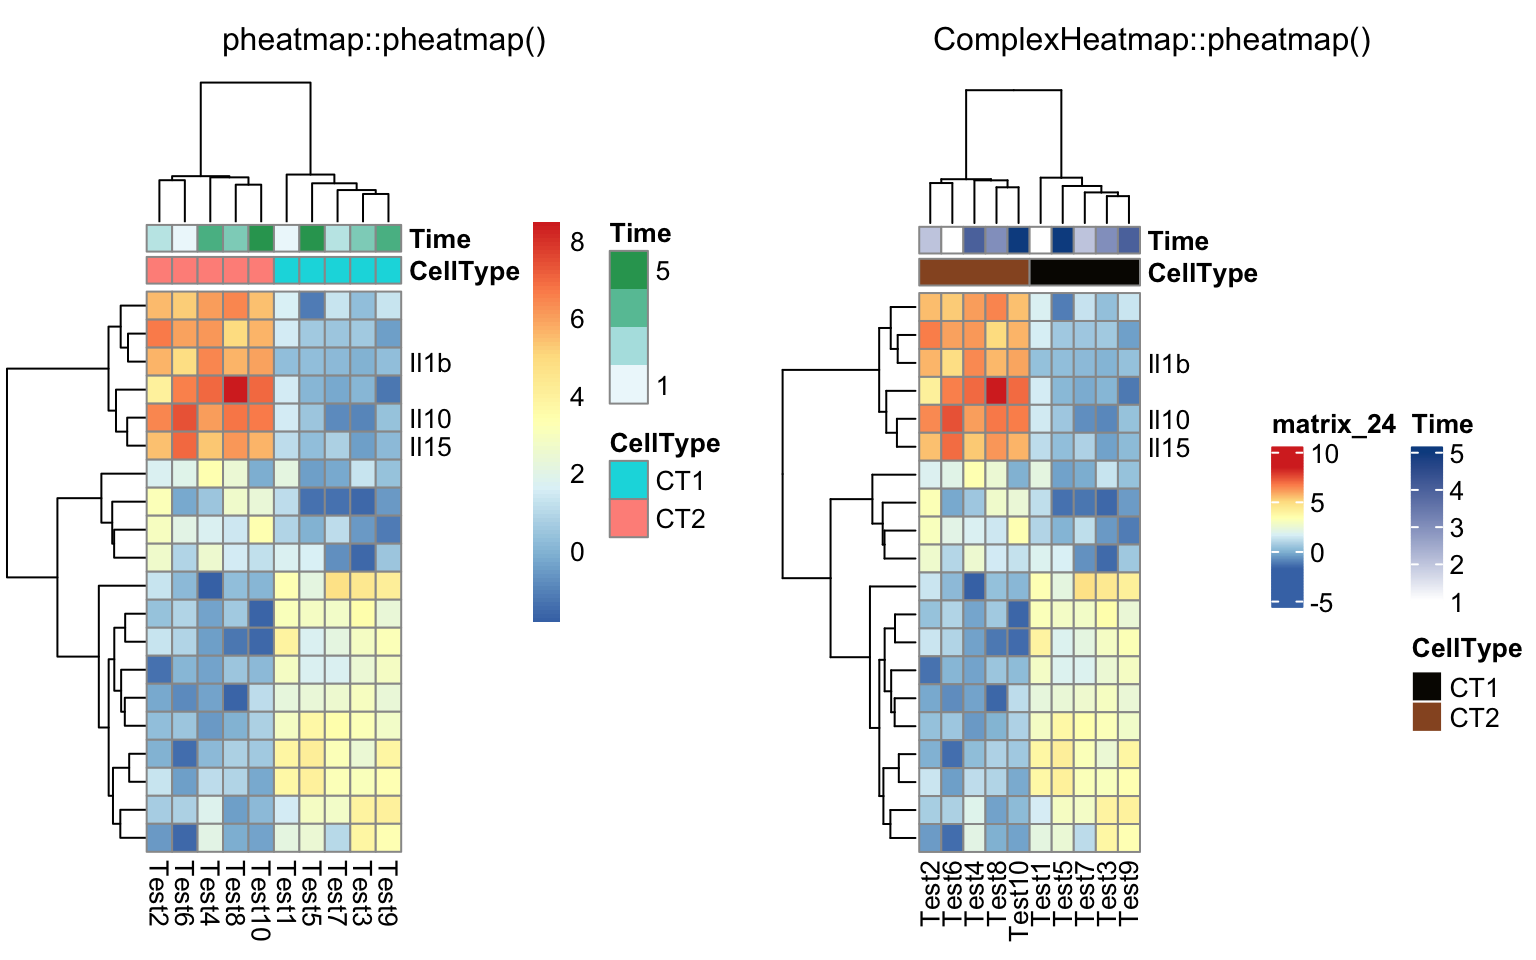 pheatmap::pheatmap()
Time
CellType
Il1b
Il10
Il15
Test2
Test6
Test4
Test8
Test10
Test1
Test5
Test7
Test3
Test9
8
6
4
2
0
Time
5
1
CellType
CT1
CT2
ComplexHeatmap::pheatmap()
Time
CellType
Il1b
Il10
Il15
Test2
Test6
Test4
Test8
Test10
Test1
Test5
Test7
Test3
Test9
matrix_24
10
5
0
-5
Time
5
4
3
2
1
CellType
CT1
CT2